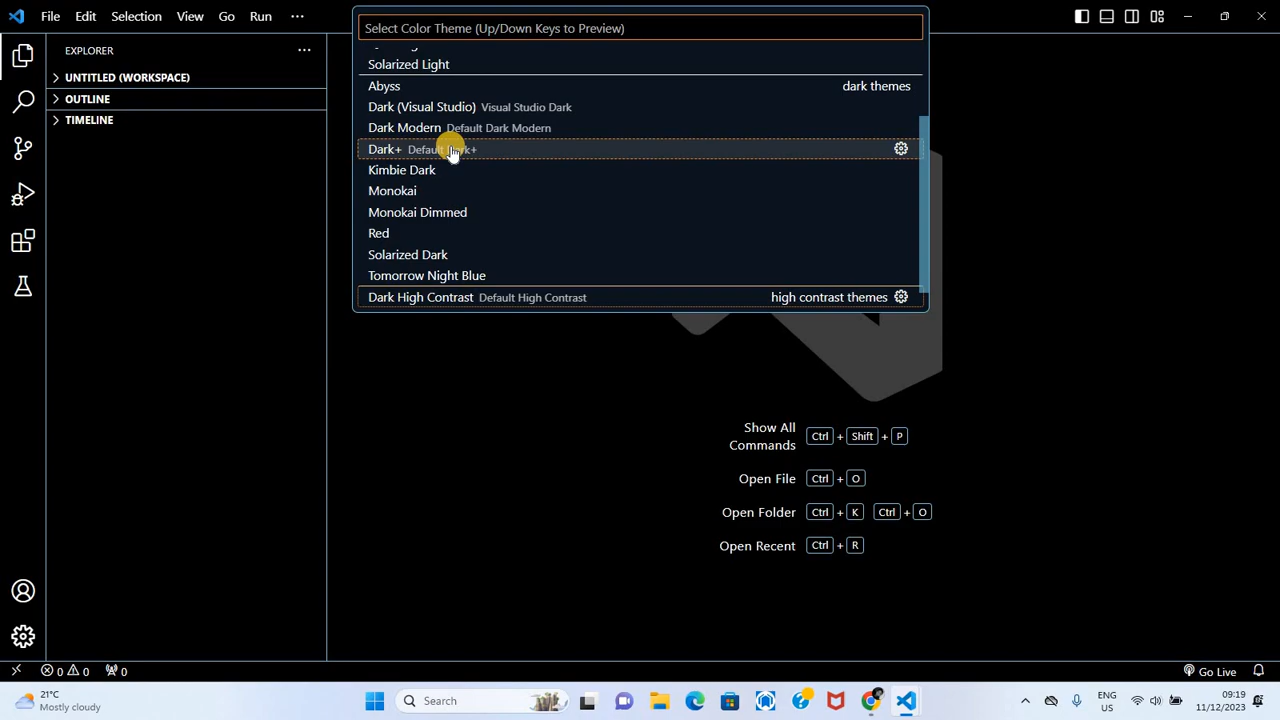 File Edit Selection View Go Run ···
Select Color Theme (Up/Down Keys to Preview)
EXPLORER ···
UNTITLED (WORKSPACE)
OUTLINE
TIMELINE
Solarized Light
Abyss dark themes
Dark (Visual Studio) Visual Studio Dark
Dark Modern Default Dark Modern
Dark+ Default Dark+
Kimbie Dark
Monokai
Monokai Dimmed
Red
Solarized Dark
Tomorrow Night Blue
Dark High Contrast Default High Contrast high contrast themes
Show All Commands Ctrl + Shift + P
Open File Ctrl + O
Open Folder Ctrl + K Ctrl + O
Open Recent Ctrl + R
0 0 0 Go Live
21°C
Mostly cloudy
Search
ENG
US
09:19
11/12/2023